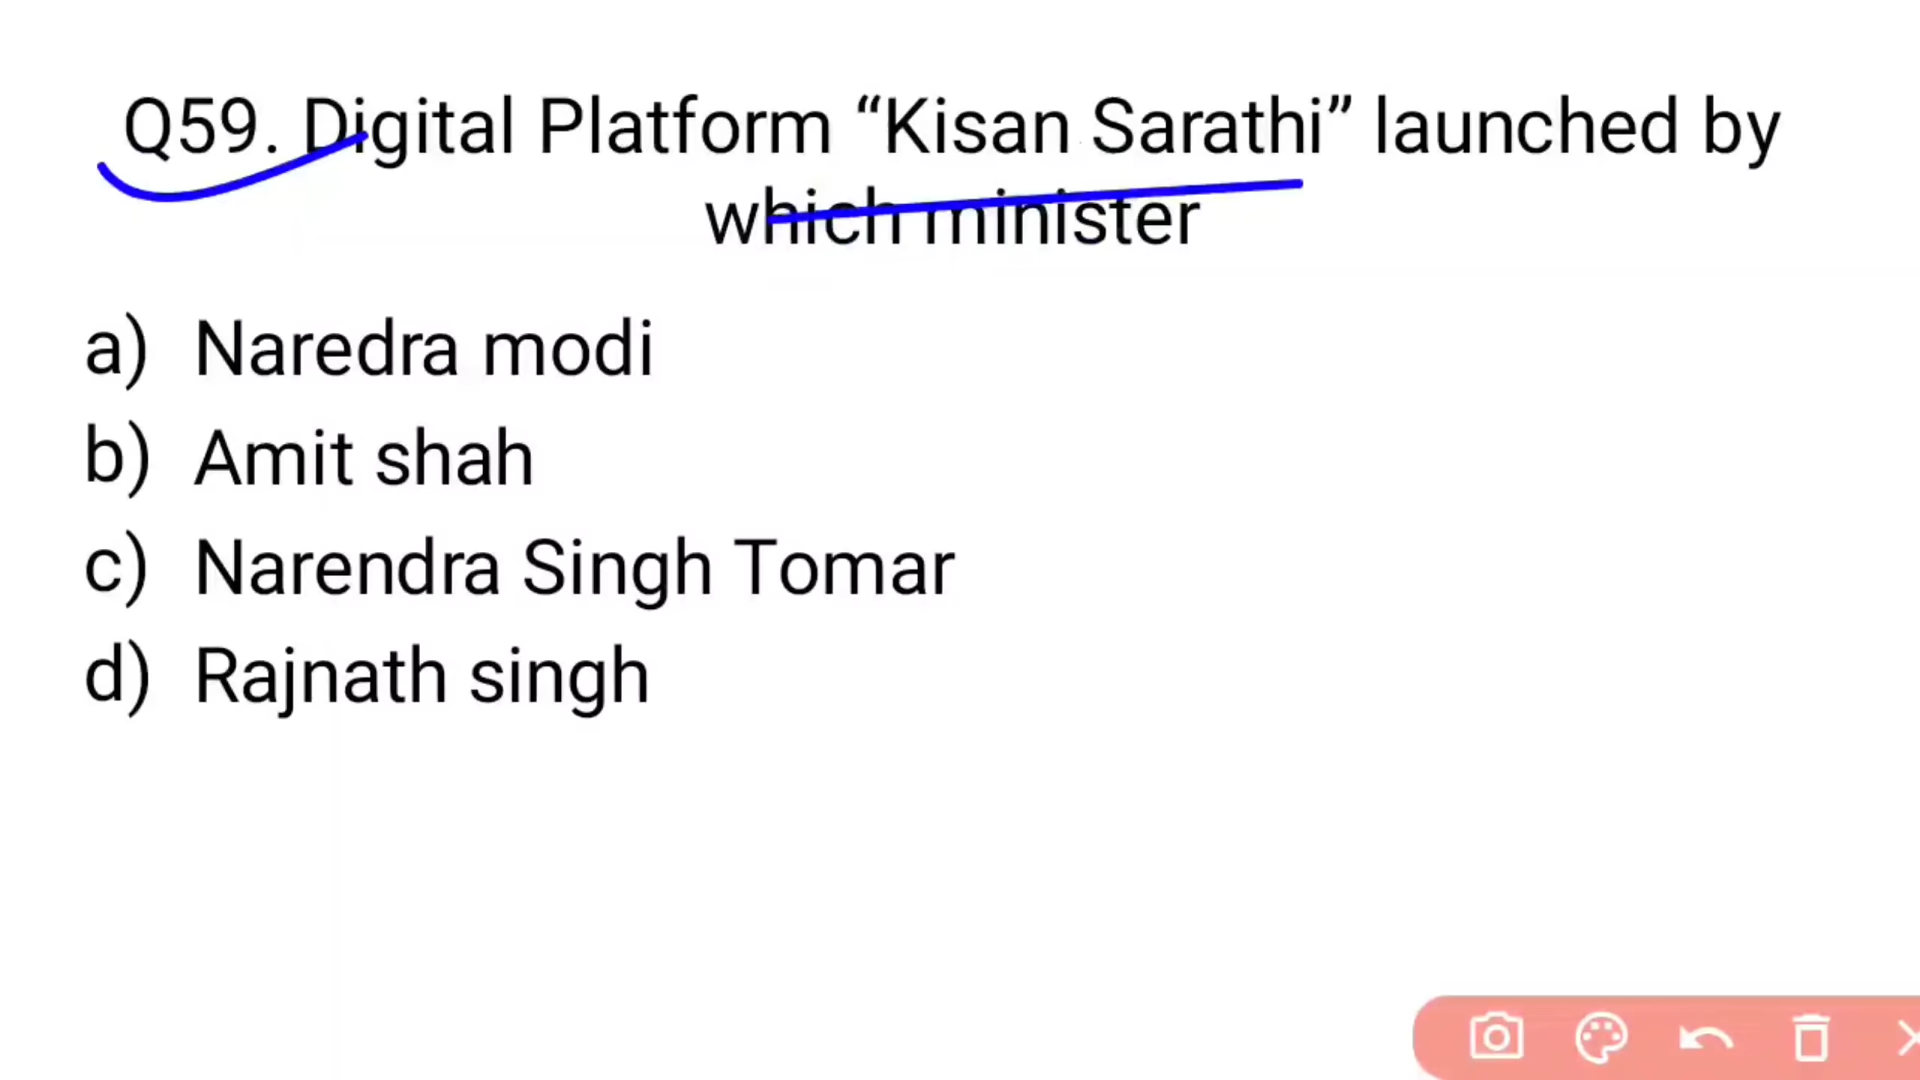 Q59. Digital Platform “Kisan Sarathi” launched by
which minister
a) Naredra modi
b) Amit shah
c) Narendra Singh Tomar
d) Rajnath singh